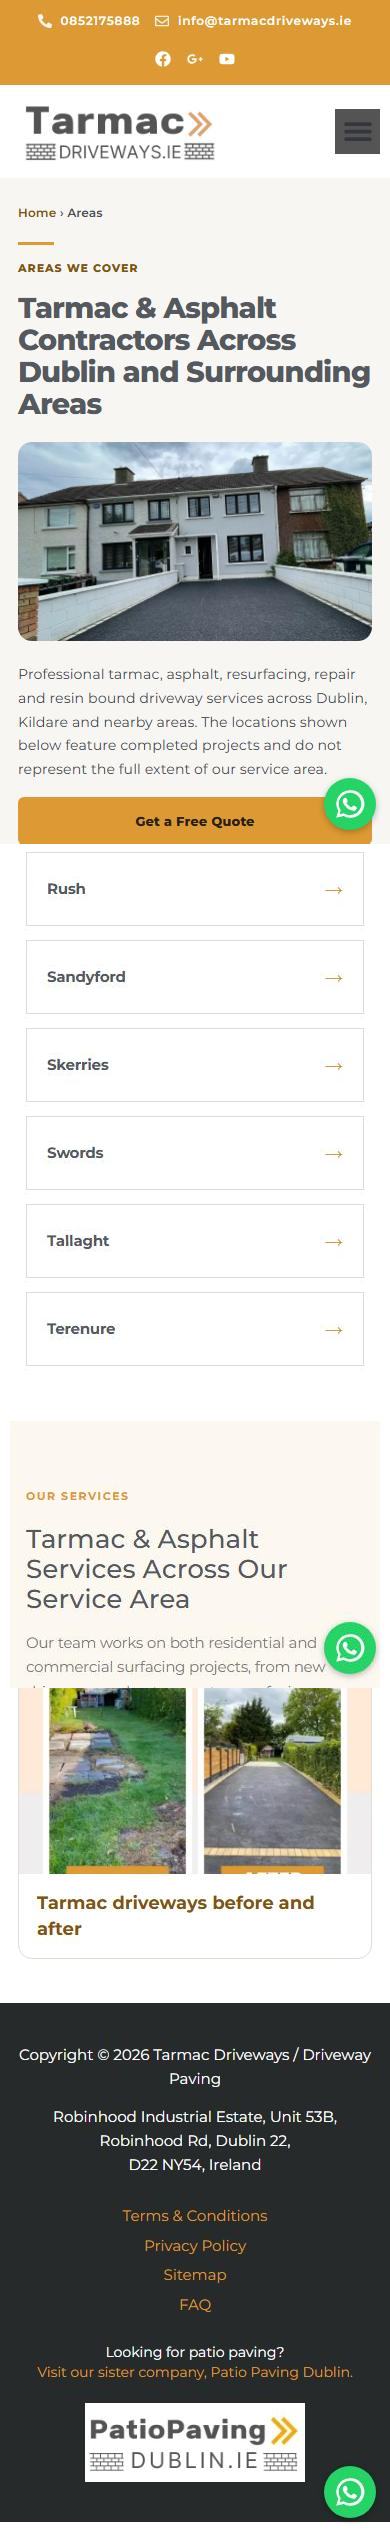 0852175888 info@tarmacdriveways.ie
G+
Tarmac
DRIVEWAYS.IE
Home › Areas
AREAS WE COVER
Tarmac & Asphalt
Contractors Across
Dublin and Surrounding
Areas
Professional tarmac, asphalt, resurfacing, repair
and resin bound driveway services across Dublin,
Kildare and nearby areas. The locations shown
below feature completed projects and do not
represent the full extent of our service area.
Get a Free Quote
Rush →
Sandyford →
Skerries →
Swords →
Tallaght →
Terenure →
OUR SERVICES
Tarmac & Asphalt
Services Across Our
Service Area
Our team works on both residential and
commercial surfacing projects, from new
Tarmac driveways before and
after
Copyright © 2026 Tarmac Driveways / Driveway
Paving
Robinhood Industrial Estate, Unit 53B,
Robinhood Rd, Dublin 22,
D22 NY54, Ireland
Terms & Conditions
Privacy Policy
Sitemap
FAQ
Looking for patio paving?
Visit our sister company, Patio Paving Dublin.
PatioPaving
DUBLIN.IE